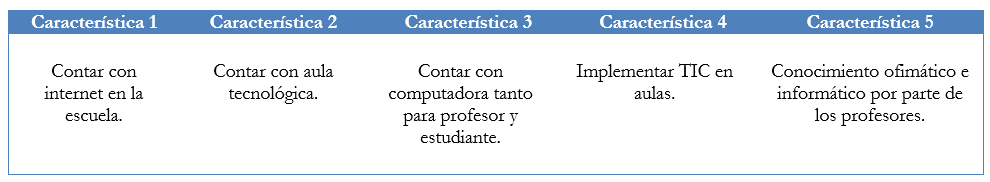 Característica 1
Característica 2
Característica 3
Característica 4
Característica 5
Contar con
internet en la
escuela.
Contar con aula
tecnológica.
Contar con
computadora tanto
para profesor y
estudiante.
Implementar TIC en
aulas.
Conocimiento ofimático e
informático por parte de
los profesores.